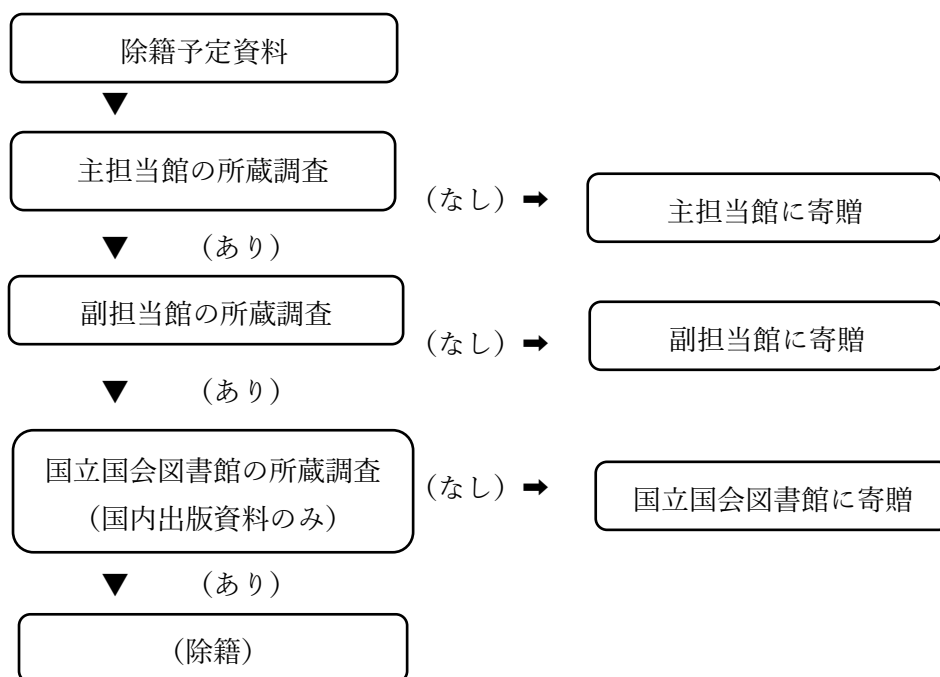 除籍予定資料
▼
主担当館の所蔵調査
（なし）➡
主担当館に寄贈
▼ （あり）
副担当館の所蔵調査
（なし）➡
副担当館に寄贈
▼ （あり）
国立国会図書館の所蔵調査
（国内出版資料のみ）
（なし）➡
国立国会図書館に寄贈
▼ （あり）
（除籍）